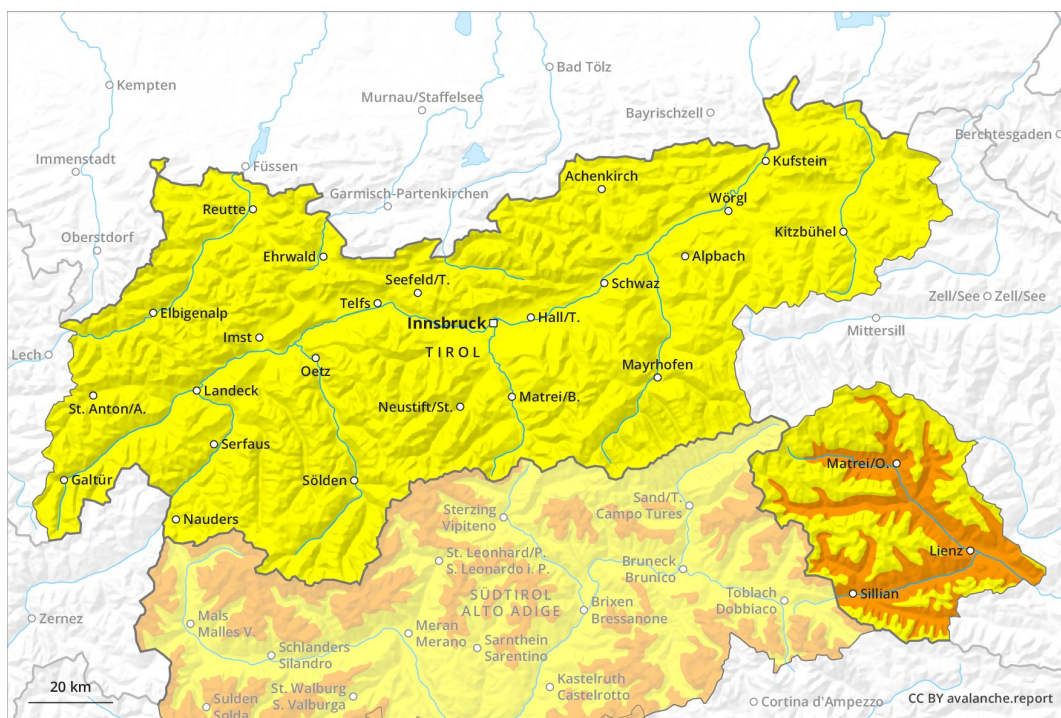 Kempten
Bad Tölz
Murnau/Staffelsee
Bayrischzell
Berchtesgaden
Immenstadt
Füssen
Garmisch-Partenkirchen
Achenkirch
Kufstein
Reutte
Wörgl
Oberstdorf
Kitzbühel
Ehrwald
Alpbach
Seefeld/T.
Schwaz
Telfs
Zell/See
Zell/See
Elbigenalp
Innsbruck
Hall/T.
Mittersill
Imst
Lech
TIROL
Oetz
Mayrhofen
Landeck
St. Anton/A.
Neustift/St.
Matrei/B.
Serfaus
Matrei/O.
Galtür
Sölden
Sand/T.
Campo Tures
Sterzing
Vipiteno
Nauders
Lienz
St. Leonhard/P.
S. Leonardo i. P.
Bruneck
Brunico
SÜDTIROL
ALTO ADIGE
Toblach
Dobbiaco
Sillian
Brixen
Bressanone
Zernez
Mals
Malles V.
Meran
Merano
Sarnthein
Sarentino
Schlanders
Silandro
20 km
St. Walburg
S. Valburga
Kastelruth
Castelrotto
Sulden
Solda
Cortina d'Ampezzo
CC BY avalanche.report